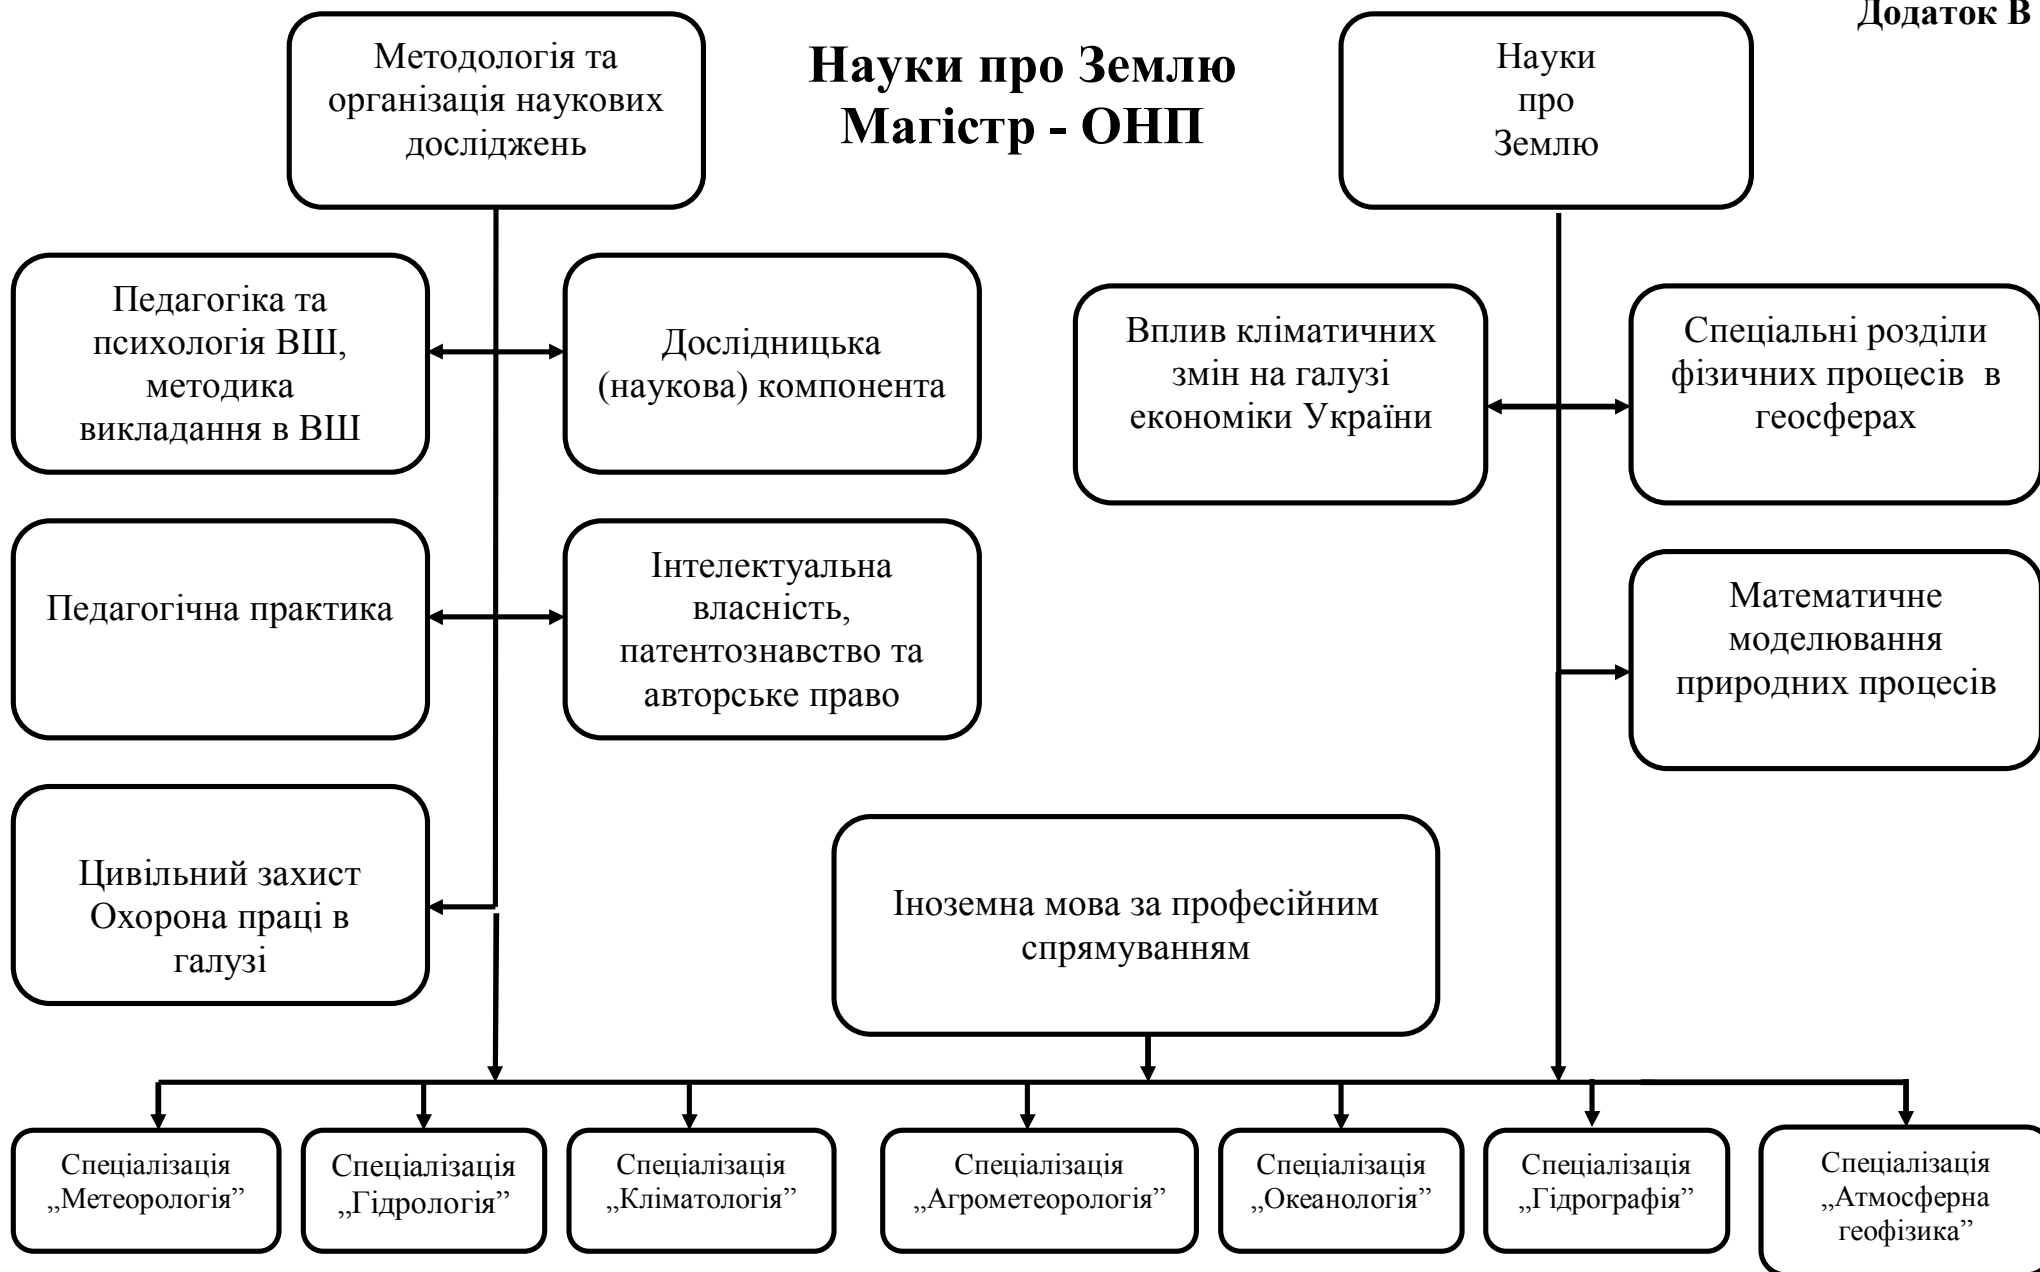 Додаток В
Методологія та
організація наукових
досліджень
Науки про Землю
Магістр - ОНП
Науки
про
Землю
Педагогіка та
психологія ВШ,
методика
викладання в ВШ
Дослідницька
(наукова) компонента
Вплив кліматичних
змін на галузі
економіки України
Спеціальні розділи
фізичних процесів в
геосферах
Педагогічна практика
Інтелектуальна
власність,
патентознавство та
авторське право
Математичне
моделювання
природних процесів
Цивільний захист
Охорона праці в
галузі
Іноземна мова за професійним
спрямуванням
Спеціалізація
„Метеорологія”
Спеціалізація
„Гідрологія”
Спеціалізація
„Кліматологія”
Спеціалізація
„Агрометеорологія”
Спеціалізація
„Океанологія”
Спеціалізація
„Гідрографія”
Спеціалізація
„Атмосферна
геофізика”